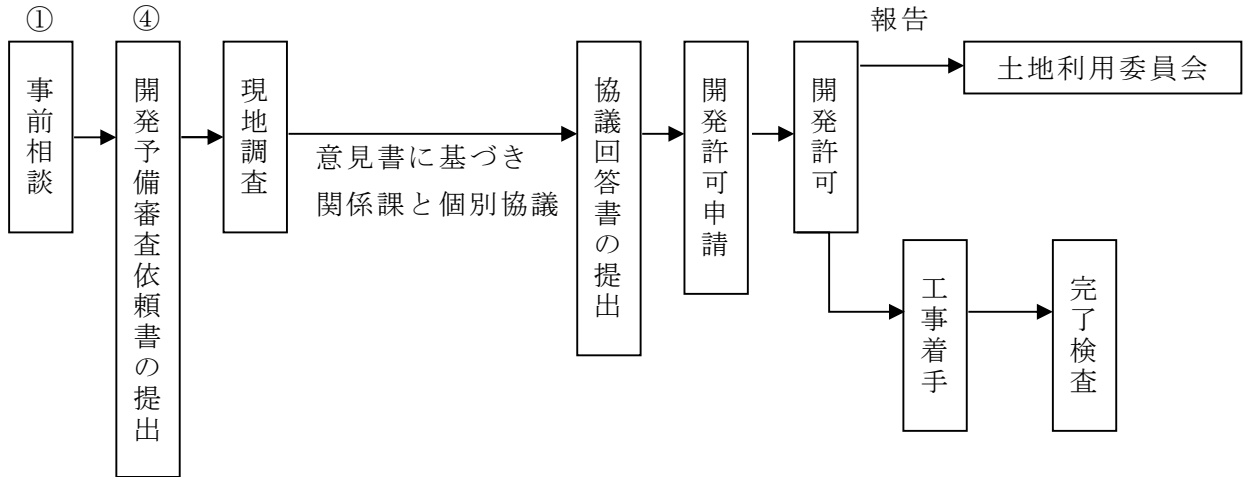 ①
④
報告
事前相談
開発予備審査依頼書の提出
現地調査
意見書に基づき
関係課と個別協議
協議回答書の提出
開発許可申請
開発許可
土地利用委員会
工事着手
完了検査